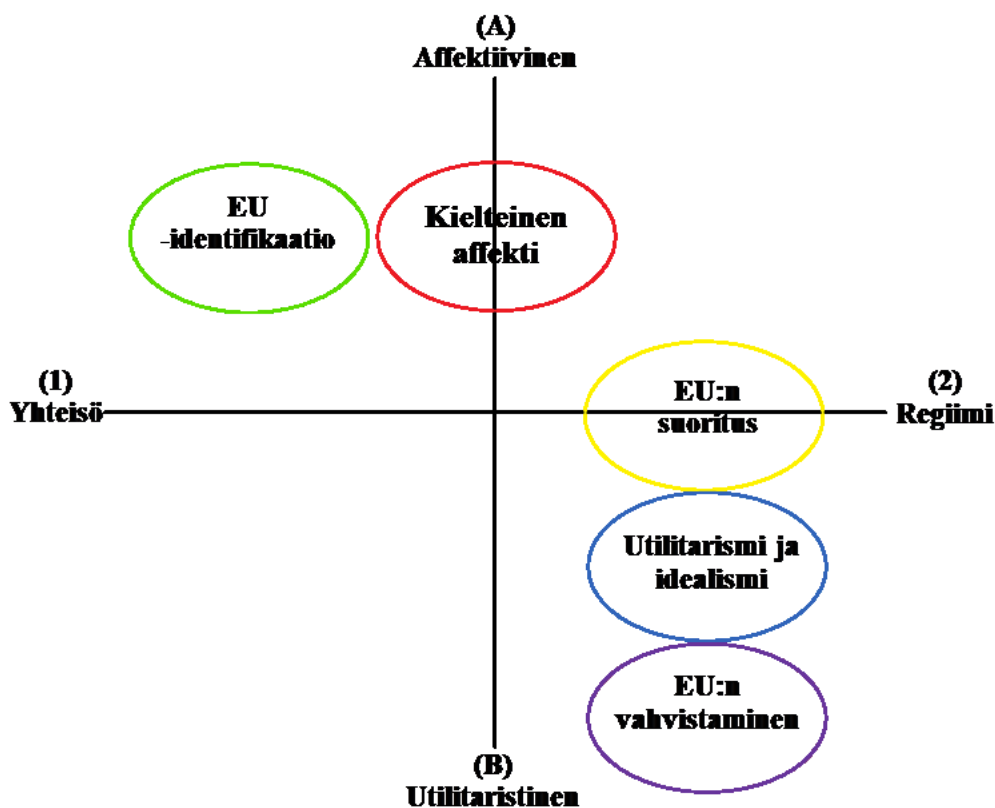 (A)
Affektiivinen
EU
-identifikaatio
Kielteinen
affekti
(1)
Yhteisö
EU:n
suoritus
(2)
Regiimi
Utilitarismi ja
idealismi
EU:n
vahvistaminen
(B)
Utilitaristinen